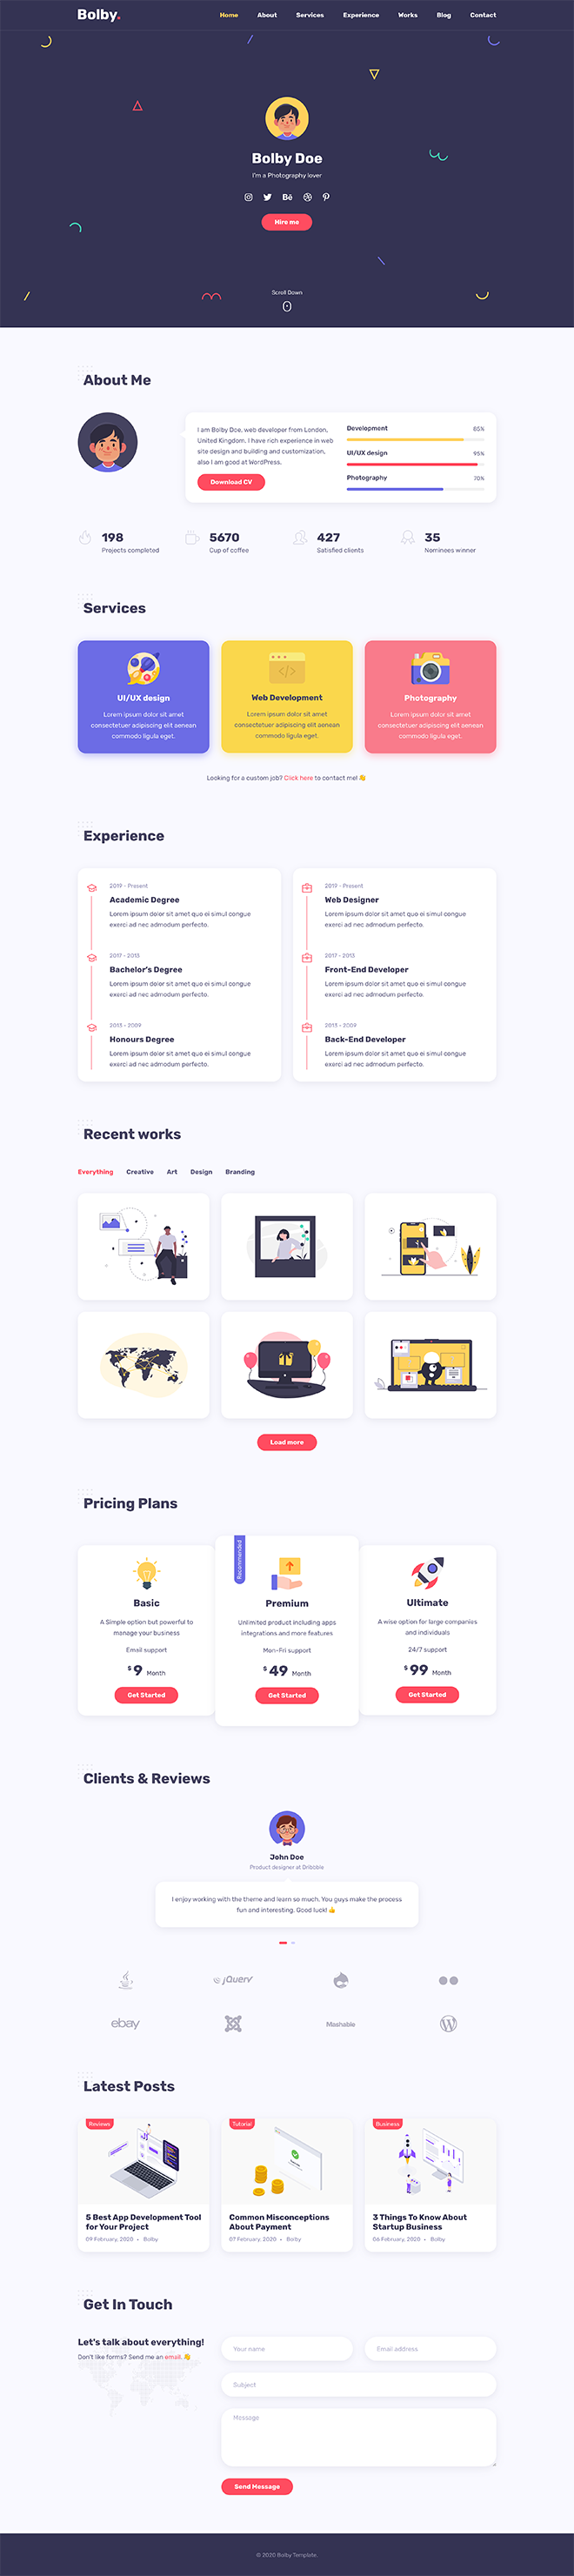 Bolby.
Home About Services Experience Works Blog Contact
Bolby Doe
I'm a Photography lover
Hire me
Scroll Down
About Me
I am Bolby Doe, web developer from London,
United Kingdom. I have rich experience in web
site design and building and customization,
also I am good at WordPress.
Download CV
Development 85%
UI/UX design 95%
Photography 70%
198
Projects completed
5670
Cup of coffee
427
Satisfied clients
35
Nominees winner
Services
UI/UX design
Lorem ipsum dolor sit amet
consectetuer adipiscing elit aenean
commodo ligula eget.
Web Development
Lorem ipsum dolor sit amet
consectetuer adipiscing elit aenean
commodo ligula eget.
Photography
Lorem ipsum dolor sit amet
consectetuer adipiscing elit aenean
commodo ligula eget.
Looking for a custom job? Click here to contact me! 👋
Experience
2019 - Present
Academic Degree
Lorem ipsum dolor sit amet quo ei simul congue
exerci ad nec admodum perfecto.
2017 - 2013
Bachelor's Degree
Lorem ipsum dolor sit amet quo ei simul congue
exerci ad nec admodum perfecto.
2013 - 2009
Honours Degree
Lorem ipsum dolor sit amet quo ei simul congue
exerci ad nec admodum perfecto.
2019 - Present
Web Designer
Lorem ipsum dolor sit amet quo ei simul congue
exerci ad nec admodum perfecto.
2017 - 2013
Front-End Developer
Lorem ipsum dolor sit amet quo ei simul congue
exerci ad nec admodum perfecto.
2013 - 2009
Back-End Developer
Lorem ipsum dolor sit amet quo ei simul congue
exerci ad nec admodum perfecto.
Recent works
Everything Creative Art Design Branding
Load more
Pricing Plans
Basic
A Simple option but powerful to
manage your business
Email support
$9 Month
Get Started
Recommended
Premium
Unlimited product including apps
integrations and more features
Mon-Fri support
$49 Month
Get Started
Ultimate
A wise option for large companies
and individuals
24/7 support
$99 Month
Get Started
Clients & Reviews
John Doe
Product designer at Dribbble
I enjoy working with the theme and learn so much. You guys make the process
fun and interesting. Good luck! 👍
Java
jQuery
ebay
Mashable
Latest Posts
Reviews
5 Best App Development Tool
for Your Project
09 February, 2020 • Bolby
Tutorial
Common Misconceptions
About Payment
07 February, 2020 • Bolby
Business
3 Things To Know About
Startup Business
06 February, 2020 • Bolby
Get In Touch
Let's talk about everything!
Don't like forms? Send me an email. 👋
Your name
Email address
Subject
Message
Send Message
© 2020 Bolby Template.